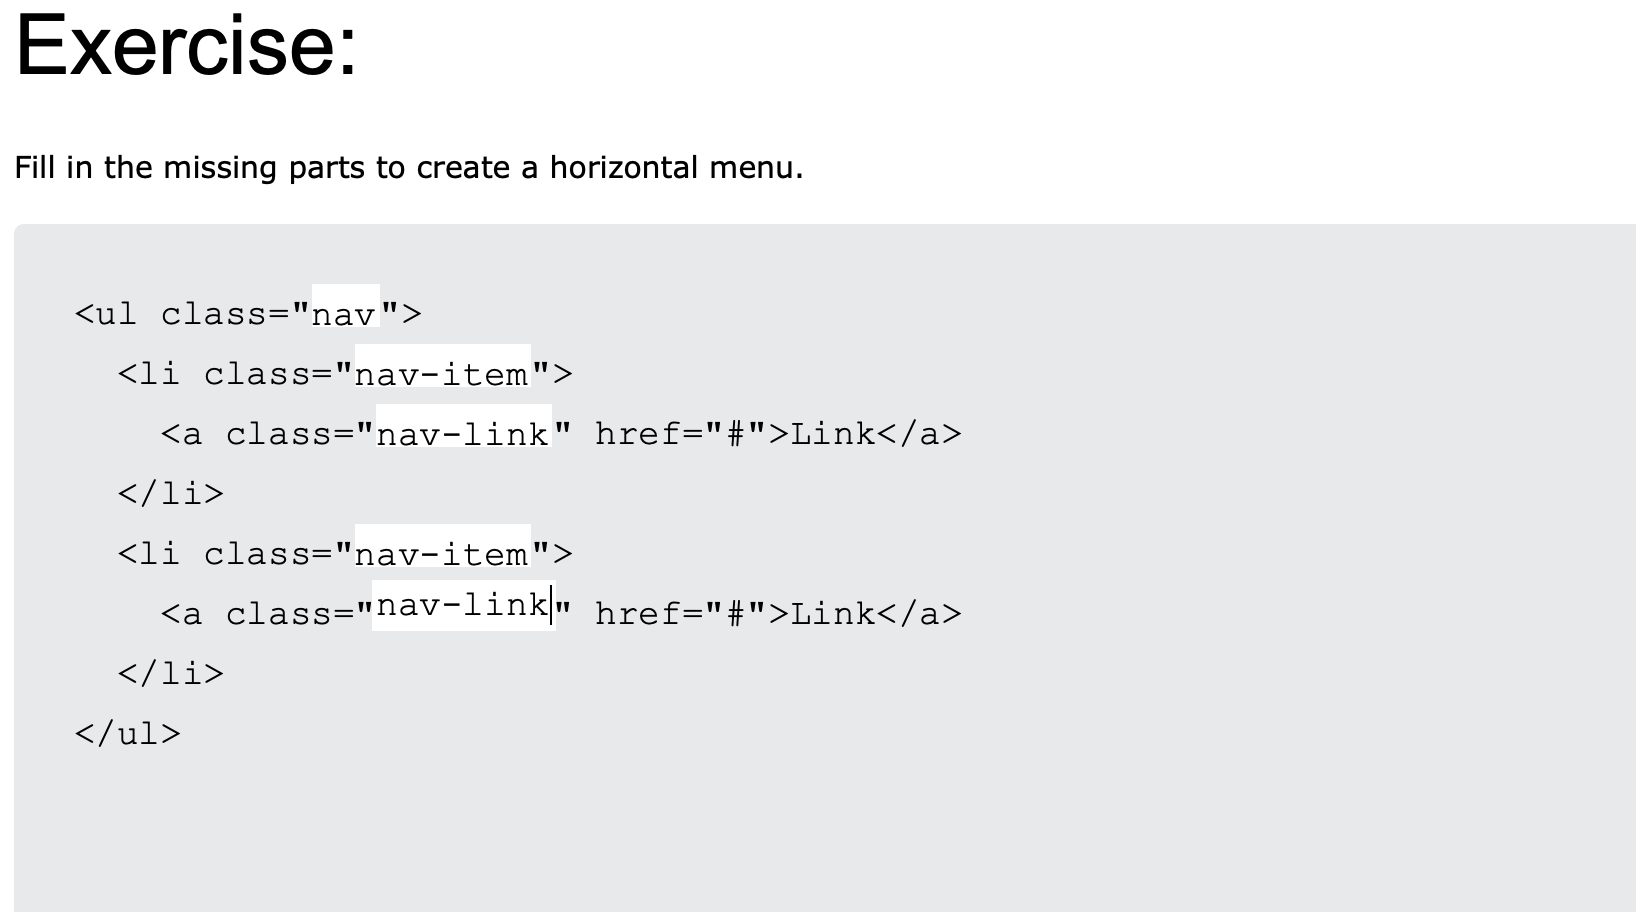 Exercise:
Fill in the missing parts to create a horizontal menu.
<ul class="nav">
<li class="nav-item">
<a class="nav-link" href="#">Link</a>
</li>
<li class="nav-item">
<a class="nav-link" href="#">Link</a>
</li>
</ul>